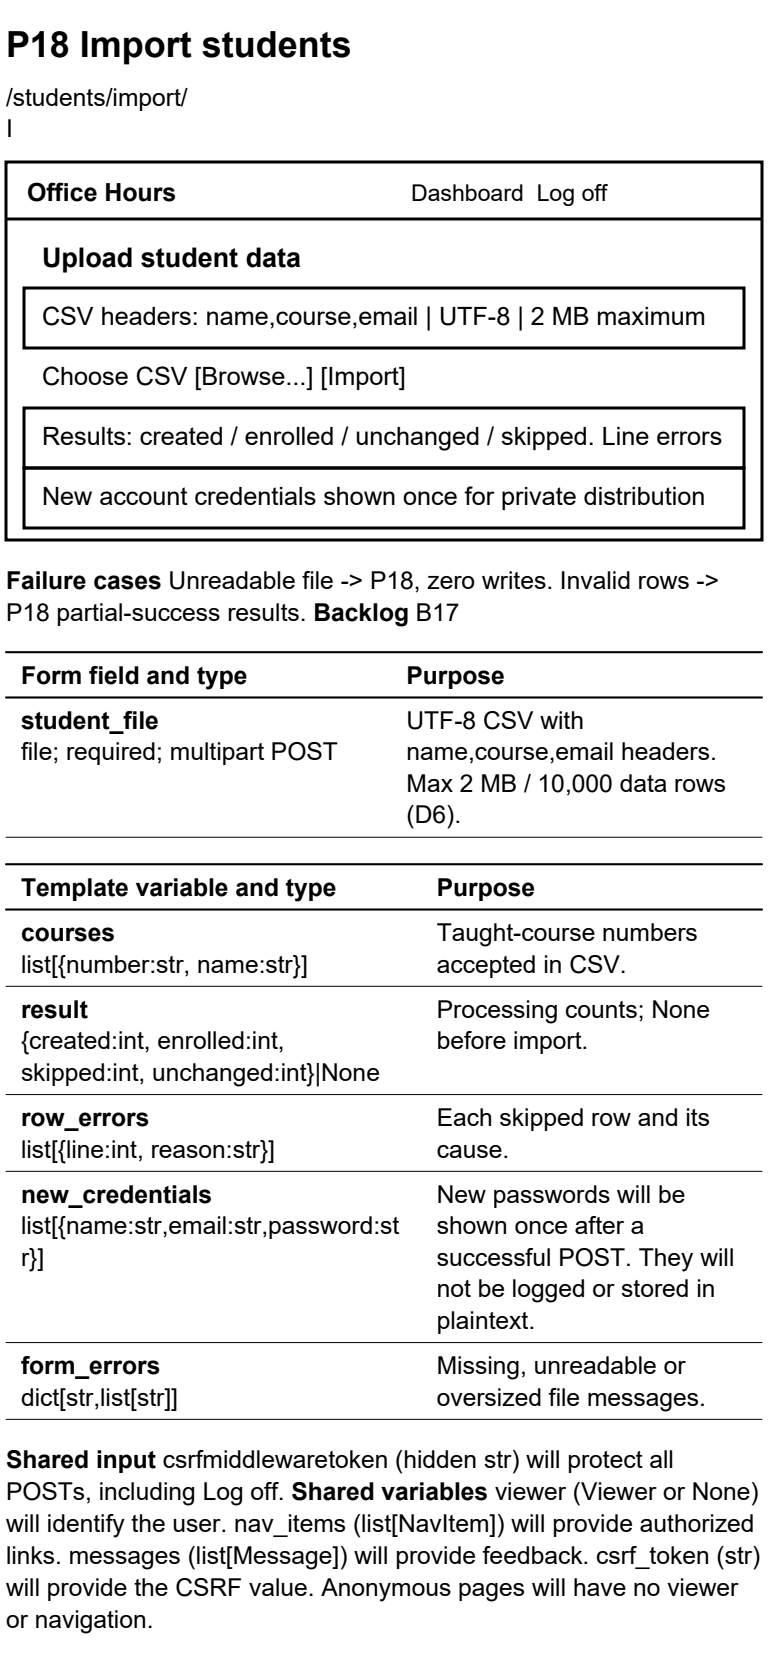 P18 Import students
/students/import/
I
Office Hours Dashboard Log off
Upload student data
CSV headers: name,course,email | UTF-8 | 2 MB maximum
Choose CSV [Browse...] [Import]
Results: created / enrolled / unchanged / skipped. Line errors
New account credentials shown once for private distribution
Failure cases Unreadable file -> P18, zero writes. Invalid rows ->
P18 partial-success results. Backlog B17
Form field and type Purpose
student_file UTF-8 CSV with
file; required; multipart POST name,course,email headers.
Max 2 MB / 10,000 data rows
(D6).
Template variable and type Purpose
courses Taught-course numbers
list[{number:str, name:str}] accepted in CSV.
result Processing counts; None
{created:int, enrolled:int, before import.
skipped:int, unchanged:int}|None
row_errors Each skipped row and its
list[{line:int, reason:str}] cause.
new_credentials New passwords will be
list[{name:str,email:str,password:st shown once after a
r}] successful POST. They will
not be logged or stored in
plaintext.
form_errors Missing, unreadable or
dict[str,list[str]] oversized file messages.
Shared input csrfmiddlewaretoken (hidden str) will protect all
POSTs, including Log off. Shared variables viewer (Viewer or None)
will identify the user. nav_items (list[NavItem]) will provide authorized
links. messages (list[Message]) will provide feedback. csrf_token (str)
will provide the CSRF value. Anonymous pages will have no viewer
or navigation.